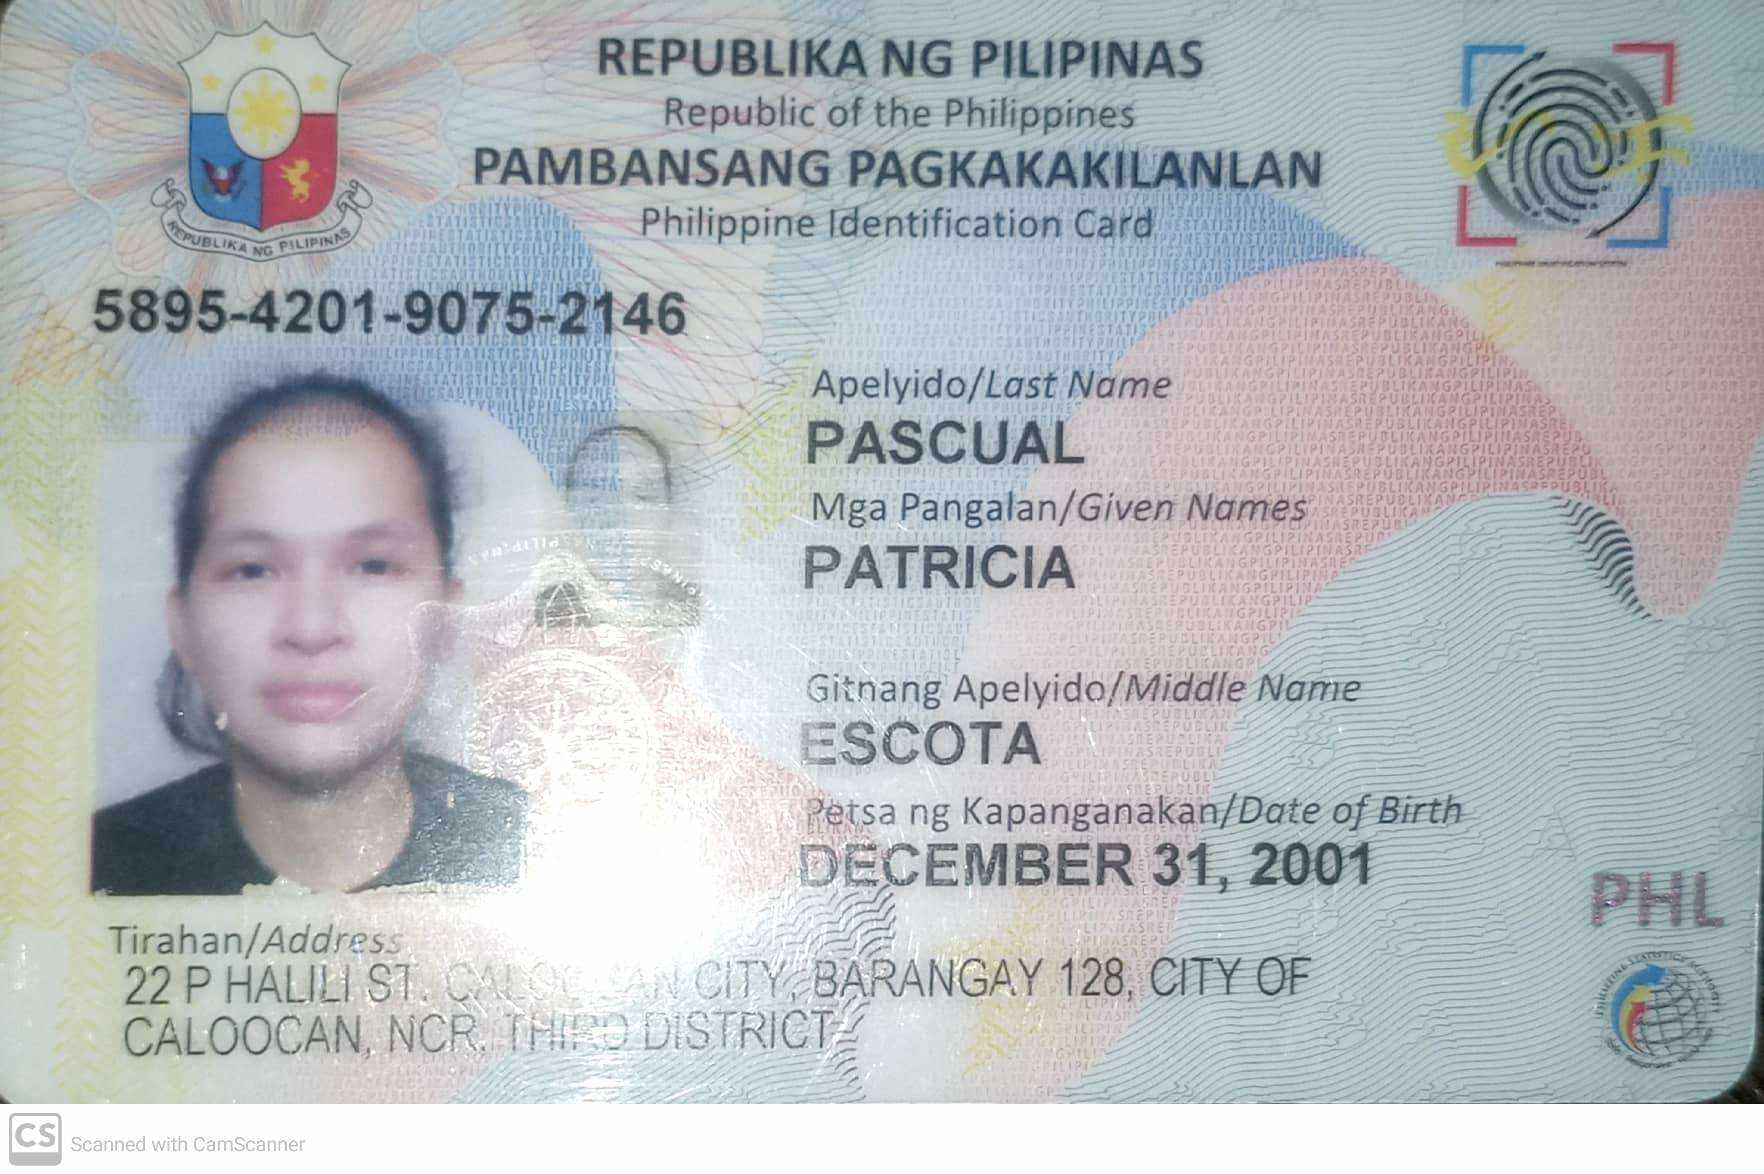 REPUBLIKA NG PILIPINAS
Republic of the Philippines
PAMBANSANG PAGKAKAKILANLAN
Philippine Identification Card
REPUBLIKA NG PILIPINAS
5895-4201-9075-2146
Apelyido/Last Name
PASCUAL
Mga Pangalan/Given Names
PATRICIA
Gitnang Apelyido/Middle Name
ESCOTA
Petsa ng Kapanganakan/Date of Birth
DECEMBER 31, 2001
PHL
Tirahan/Address
22 P HALILI ST. CALOOCAN CITY, BARANGAY 128, CITY OF
CALOOCAN, NCR, THIRD DISTRICT
CS Scanned with CamScanner